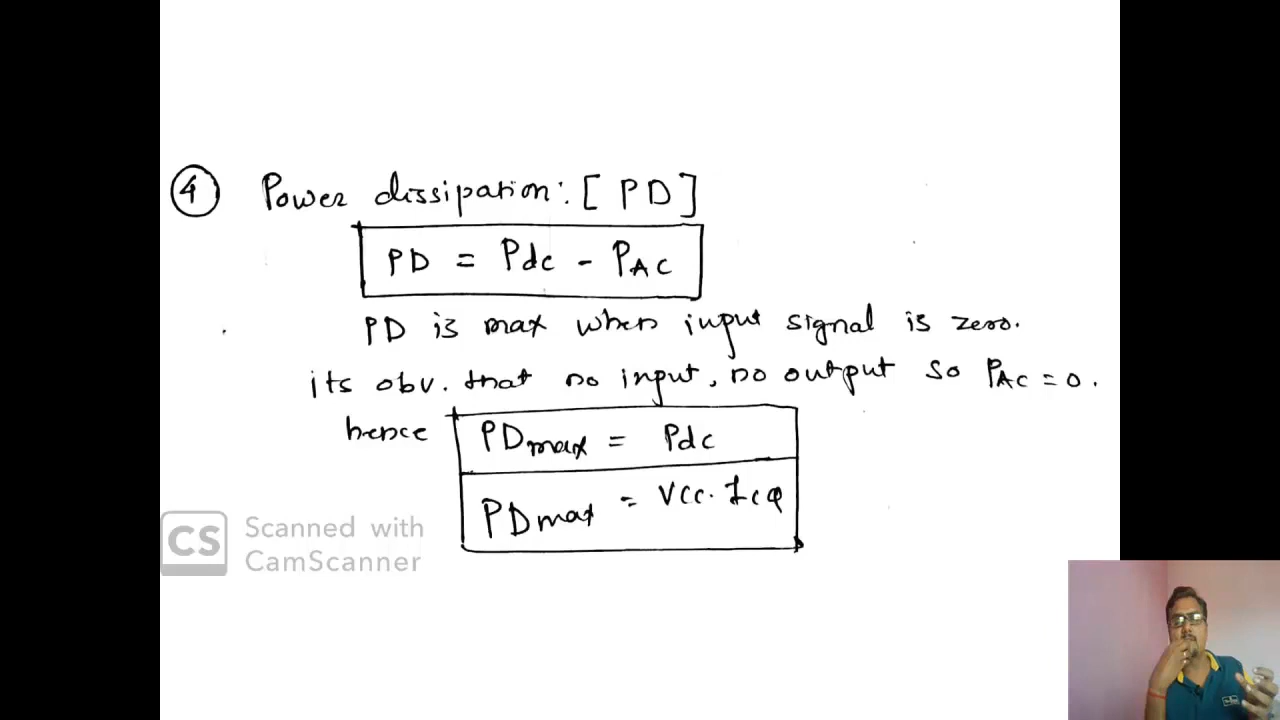 4 Power dissipation: [PD]
PD = Pdc - PAC
PD is max when input signal is zero.
its obv. that no input, no output so PAC = 0.
hence PDmax = Pdc
PDmax = VCC. ICQ
CS Scanned with
CamScanner